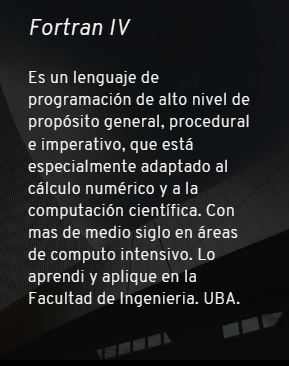 Fortran IV
Es un lenguaje de
programación de alto nivel de
propósito general, procedural
e imperativo, que está
especialmente adaptado al
cálculo numérico y a la
computación científica. Con
mas de medio siglo en áreas
de computo intensivo. Lo
aprendi y aplique en la
Facultad de Ingenieria. UBA.